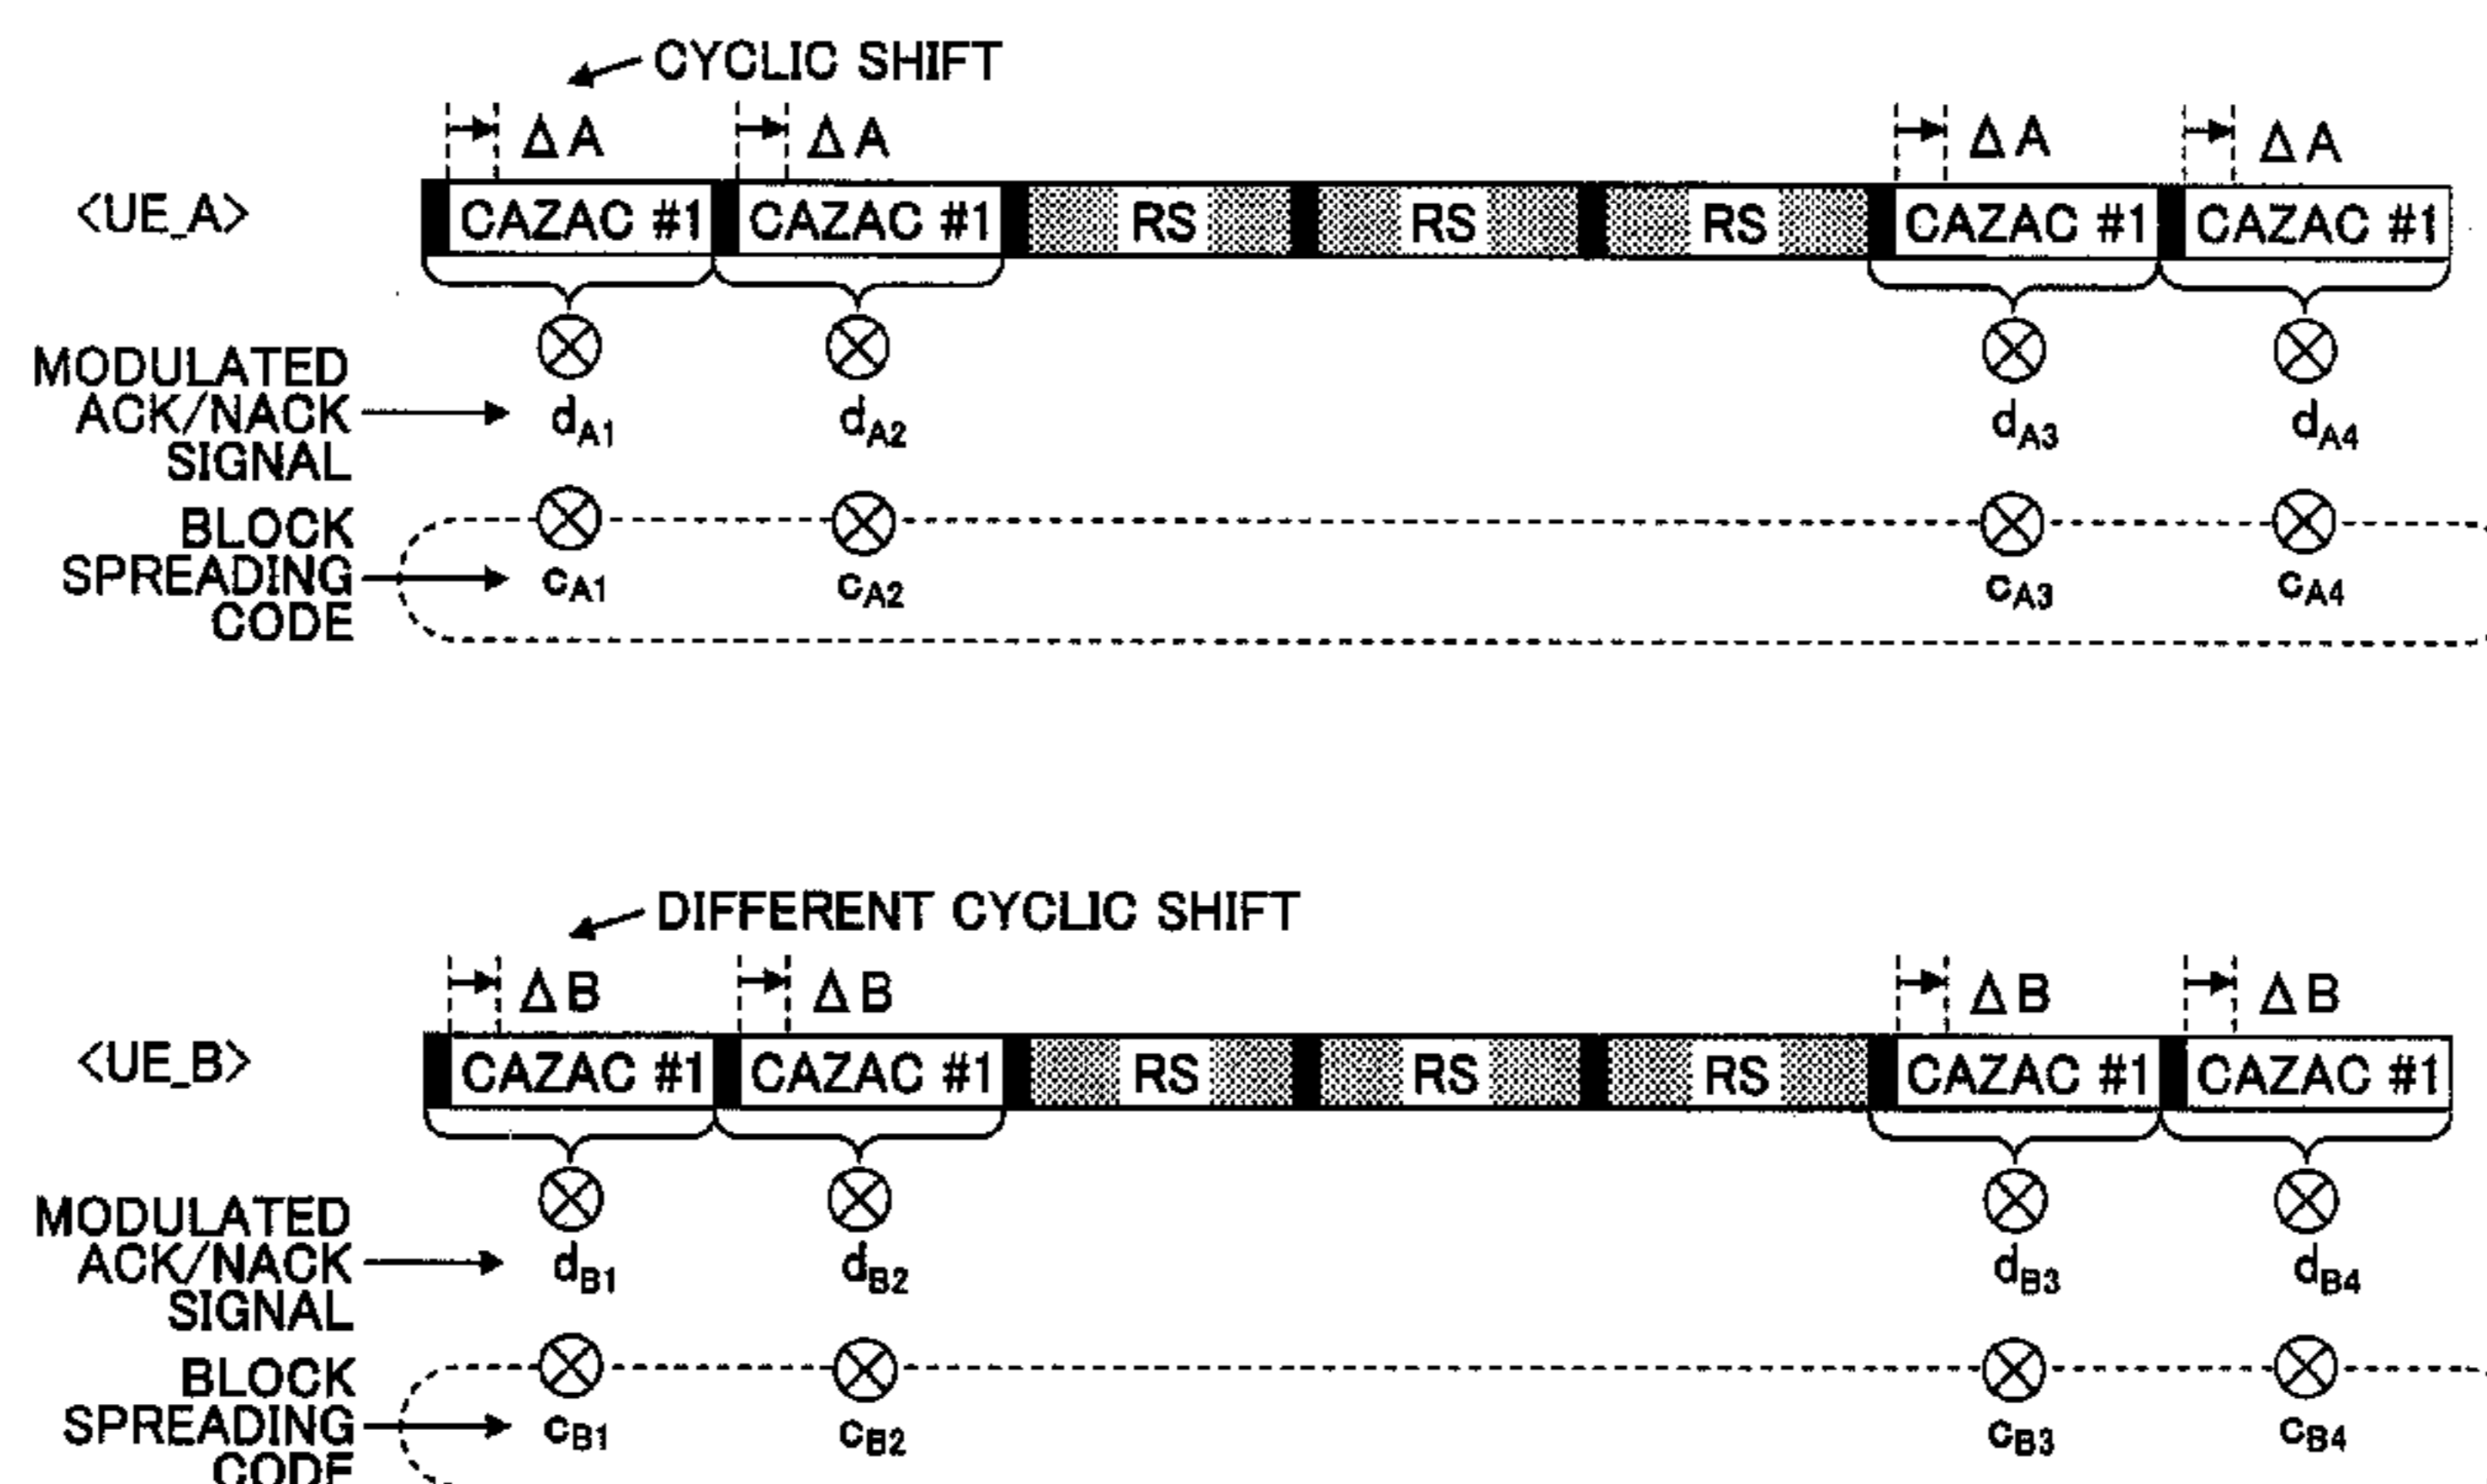 CYCLIC SHIFT
ΔA ΔA ΔA ΔA
<UE_A> CAZAC #1 CAZAC #1 RS RS RS CAZAC #1 CAZAC #1
MODULATED
ACK/NACK
SIGNAL
dA1 dA2 dA3 dA4
BLOCK
SPREADING
CODE
cA1 cA2 cA3 cA4
DIFFERENT CYCLIC SHIFT
ΔB ΔB ΔB ΔB
<UE_B> CAZAC #1 CAZAC #1 RS RS RS CAZAC #1 CAZAC #1
MODULATED
ACK/NACK
SIGNAL
dB1 dB2 dB3 dB4
BLOCK
SPREADING
CODE
cB1 cB2 cB3 cB4